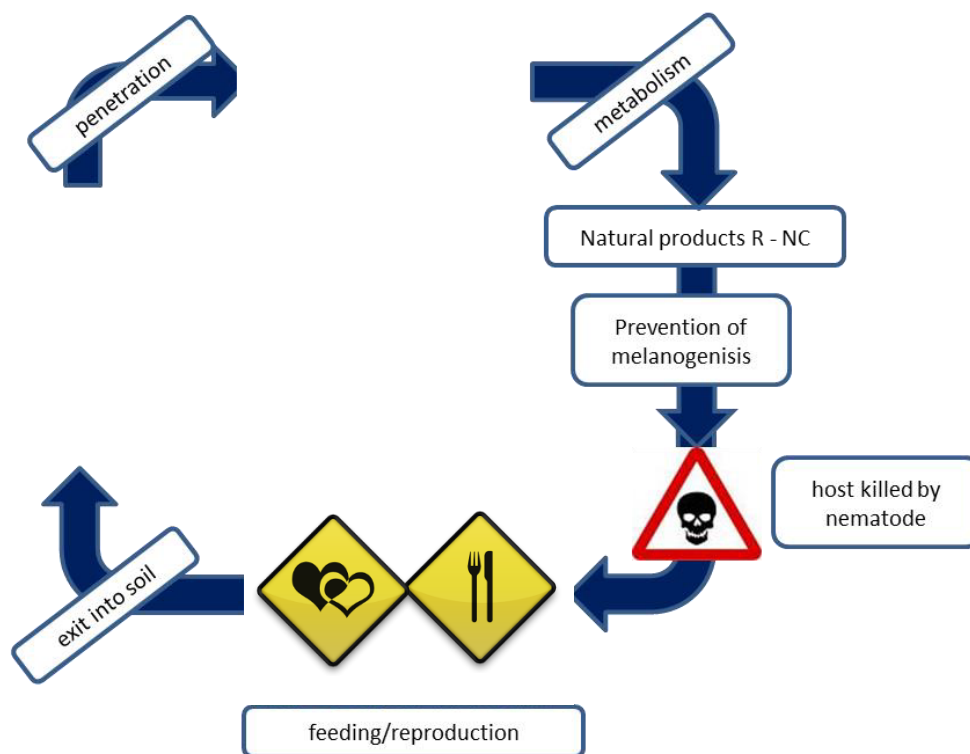 penetration
metabolism
Natural products R - NC
Prevention of
melanogenisis
host killed by
nematode
exit into soil
feeding/reproduction